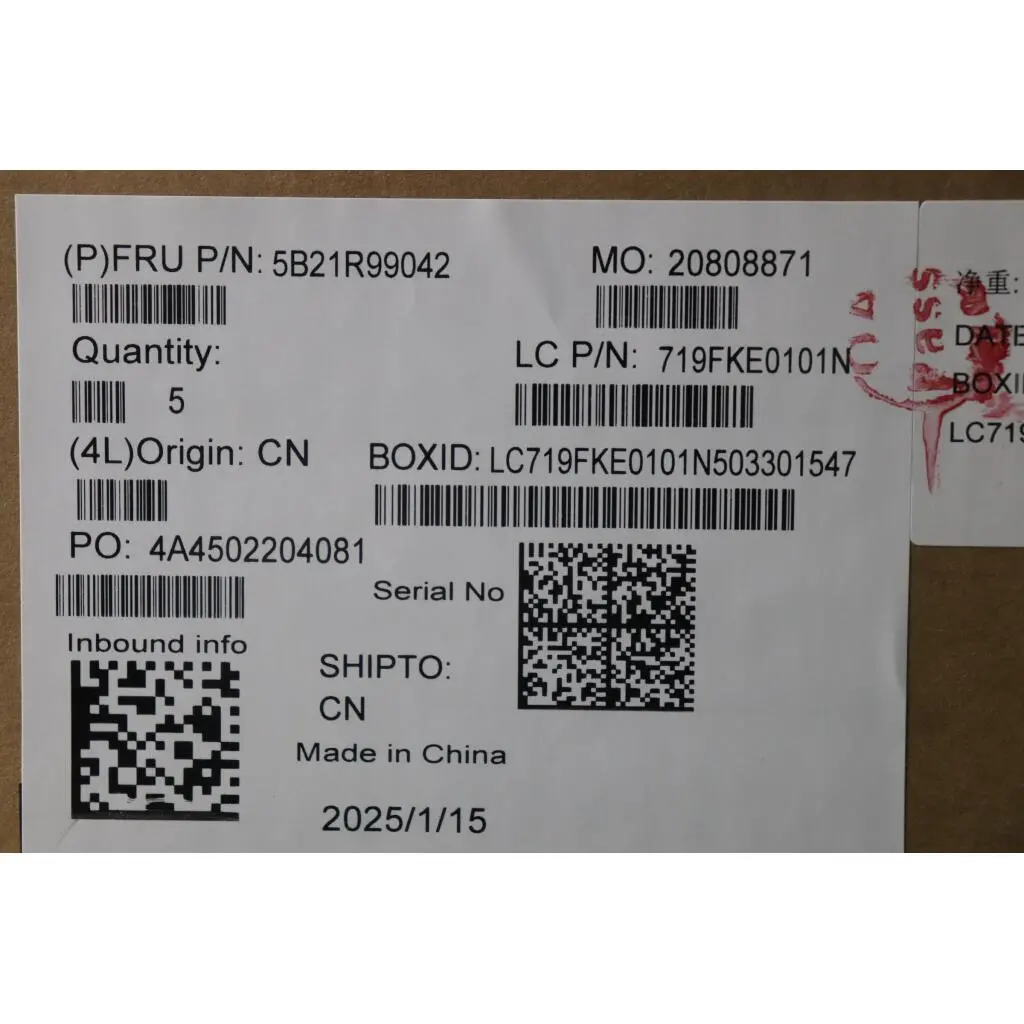 (P)FRU P/N: 5B21R99042
MO: 20808871
Quantity:
5
LC P/N: 719FKE0101N
(4L)Origin: CN
BOXID: LC719FKE0101N503301547
PO: 4A4502204081
Serial No
Inbound info
SHIPTO:
CN
Made in China
2025/1/15
净重:
DATE
BOXI
LC719
Pass